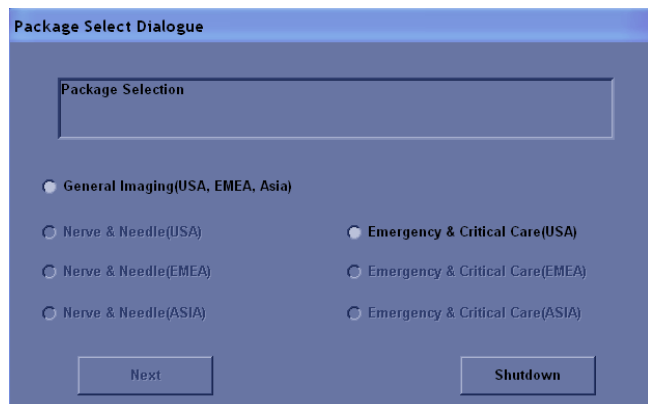 Package Select Dialogue
Package Selection
General Imaging(USA, EMEA, Asia)
Nerve & Needle(USA)
Emergency & Critical Care(USA)
Nerve & Needle(EMEA)
Emergency & Critical Care(EMEA)
Nerve & Needle(ASIA)
Emergency & Critical Care(ASIA)
Next
Shutdown